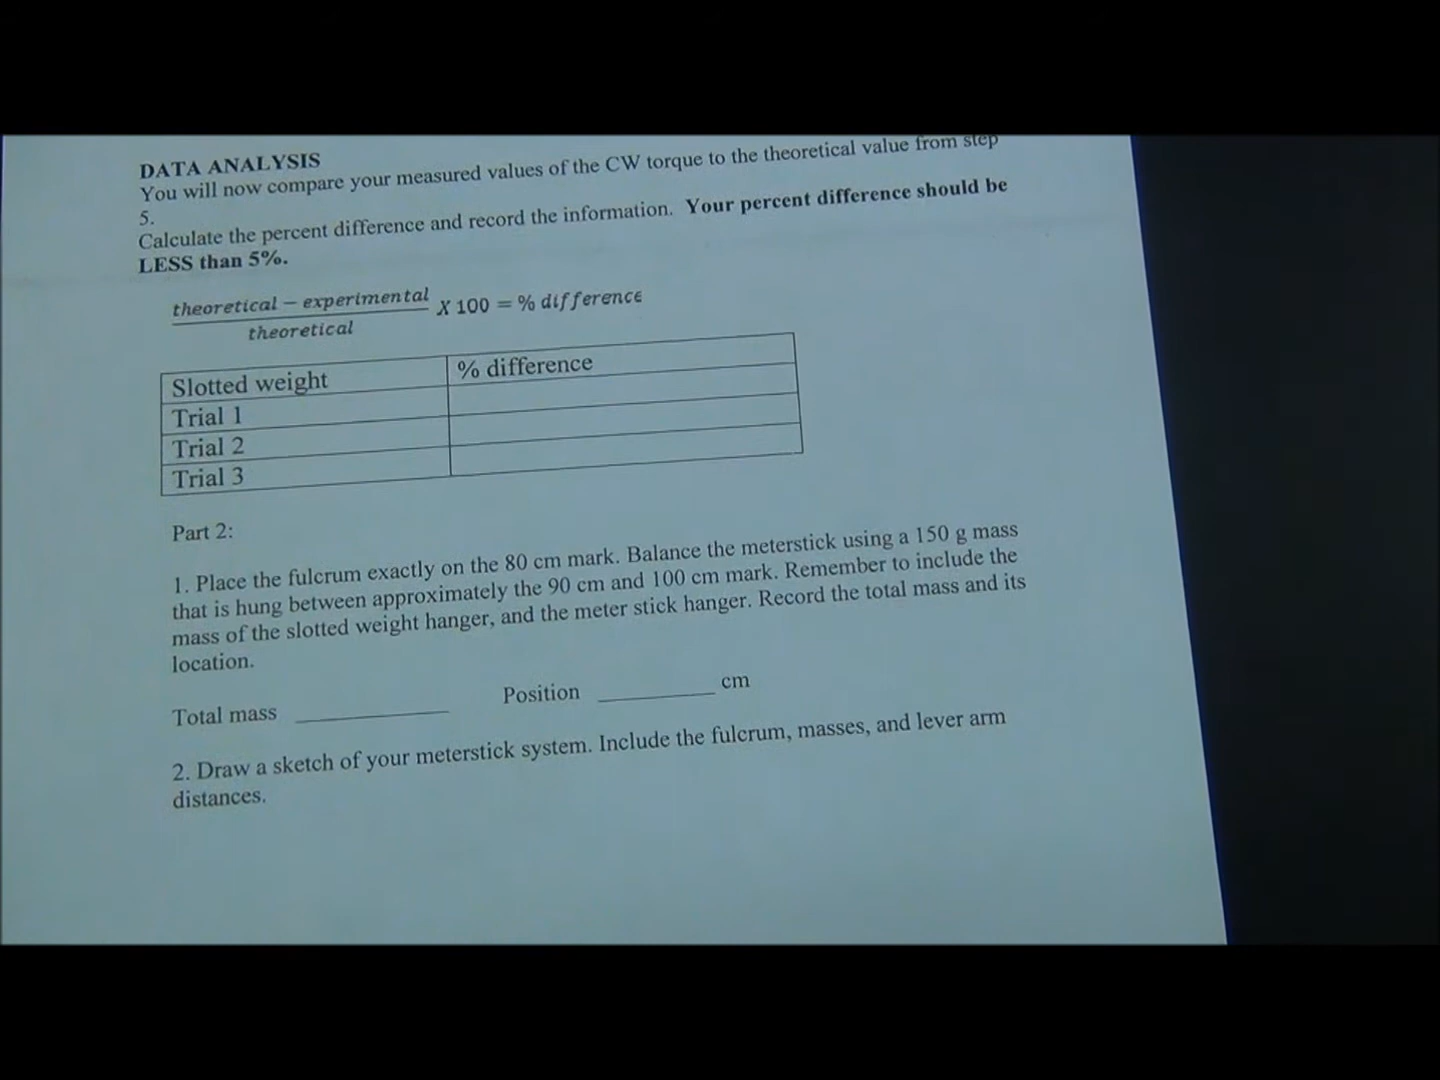 DATA ANALYSIS
You will now compare your measured values of the CW torque to the theoretical value from step
5.
Calculate the percent difference and record the information. Your percent difference should be
LESS than 5%.
theoretical − experimental
X 100 = % difference
theoretical
Slotted weight % difference
Trial 1
Trial 2
Trial 3
Part 2:
1. Place the fulcrum exactly on the 80 cm mark. Balance the meterstick using a 150 g mass
that is hung between approximately the 90 cm and 100 cm mark. Remember to include the
mass of the slotted weight hanger, and the meter stick hanger. Record the total mass and its
location.
Total mass __________ Position ________ cm
2. Draw a sketch of your meterstick system. Include the fulcrum, masses, and lever arm
distances.